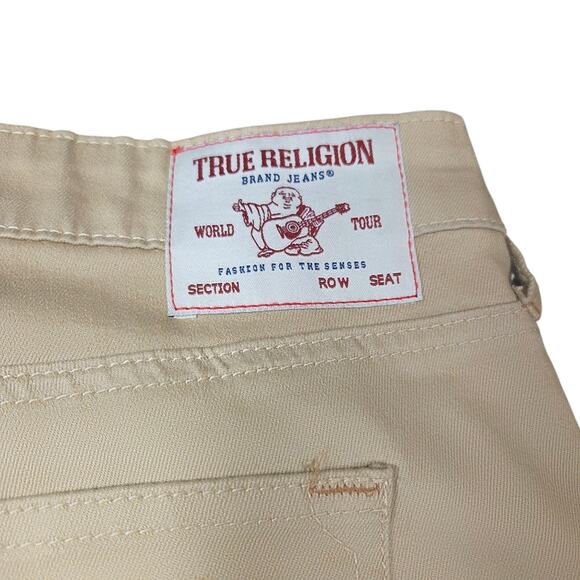 TRUE RELIGION
BRAND JEANS®
WORLD TOUR
FASHION FOR THE SENSES
SECTION ROW SEAT